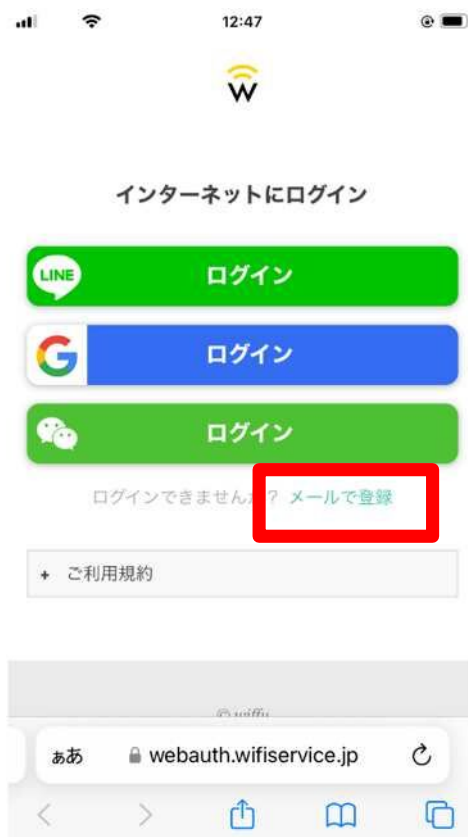 12:47
W
インターネットにログイン
LINE
ログイン
G
ログイン
ログイン
ログインできませんか? メールで登録
+ ご利用規約
© wiffy
ぁあ webauth.wifiservice.jp